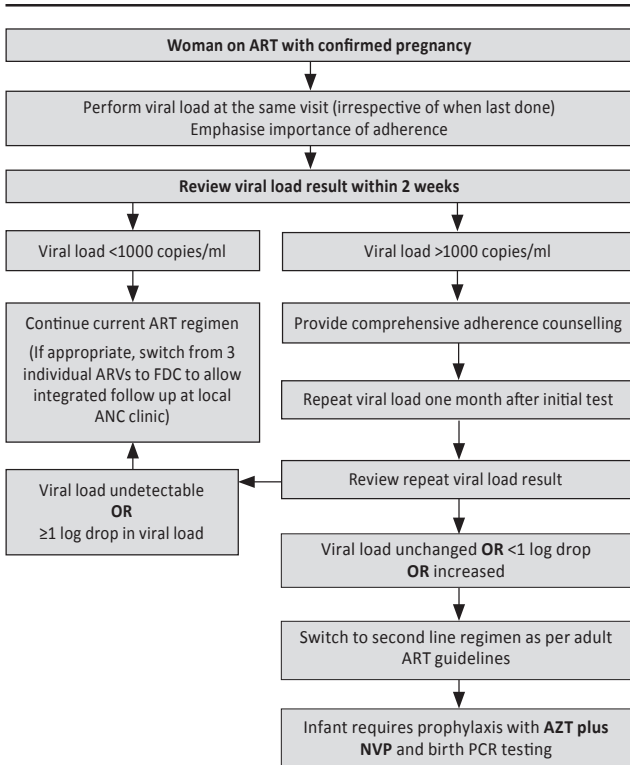 Woman on ART with confirmed pregnancy
Perform viral load at the same visit (irrespective of when last done)
Emphasise importance of adherence
Review viral load result within 2 weeks
Viral load <1000 copies/ml
Viral load >1000 copies/ml
Continue current ART regimen
(If appropriate, switch from 3
individual ARVs to FDC to allow
integrated follow up at local
ANC clinic)
Provide comprehensive adherence counselling
Repeat viral load one month after initial test
Review repeat viral load result
Viral load undetectable
OR
≥1 log drop in viral load
Viral load unchanged OR <1 log drop
OR increased
Switch to second line regimen as per adult
ART guidelines
Infant requires prophylaxis with AZT plus
NVP and birth PCR testing